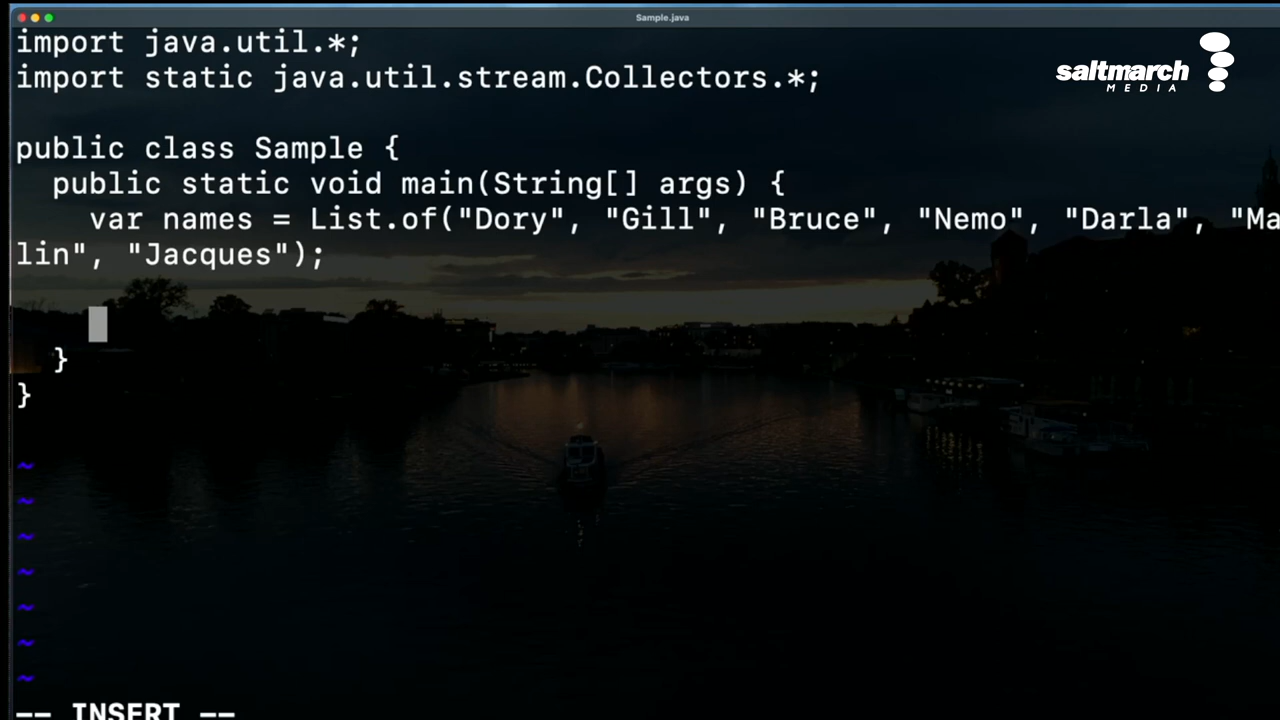 Sample.java
import java.util.*;
import static java.util.stream.Collectors.*;
saltmarch
MEDIA
public class Sample {
public static void main(String[] args) {
var names = List.of("Dory", "Gill", "Bruce", "Nemo", "Darla", "Ma
lin", "Jacques");
}
}
~
~
~
~
~
~
~
-- INSERT --